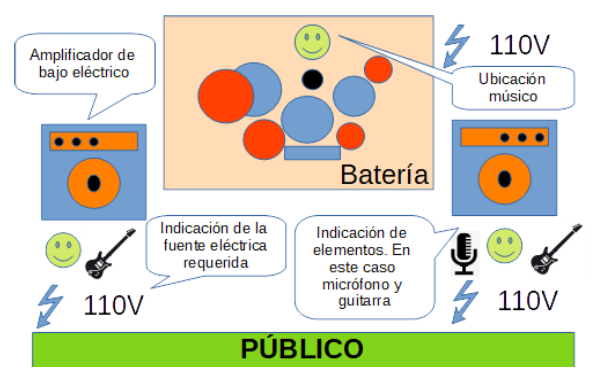 Amplificador de
bajo eléctrico
110V
Ubicación
músico
Batería
Indicación de la
fuente eléctrica
requerida
Indicación de
elementos. En
este caso
micrófono y
guitarra
110V
110V
PÚBLICO